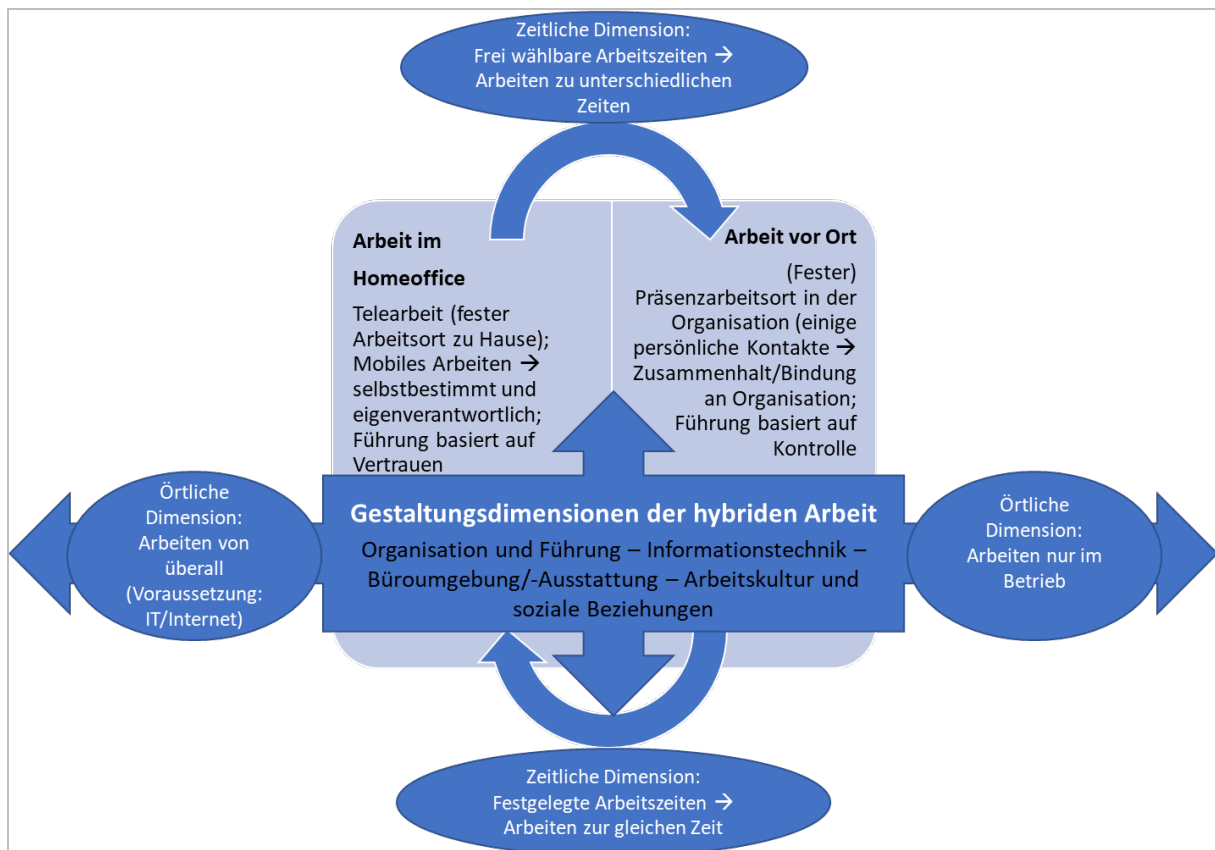 Zeitliche Dimension:
Frei wählbare Arbeitszeiten →
Arbeiten zu unterschiedlichen
Zeiten
Arbeit im
Homeoffice
Telearbeit (fester
Arbeitsort zu Hause);
Mobiles Arbeiten →
selbstbestimmt und
eigenverantwortlich;
Führung basiert auf
Vertrauen
Arbeit vor Ort
(Fester)
Präsenzarbeitsort in der
Organisation (einige
persönliche Kontakte →
Zusammenhalt/Bindung
an Organisation;
Führung basiert auf
Kontrolle
Örtliche
Dimension:
Arbeiten von
überall
(Voraussetzung:
IT/Internet)
Gestaltungsdimensionen der hybriden Arbeit
Organisation und Führung – Informationstechnik –
Büroumgebung/-Ausstattung – Arbeitskultur und
soziale Beziehungen
Örtliche
Dimension:
Arbeiten nur im
Betrieb
Zeitliche Dimension:
Festgelegte Arbeitszeiten →
Arbeiten zur gleichen Zeit